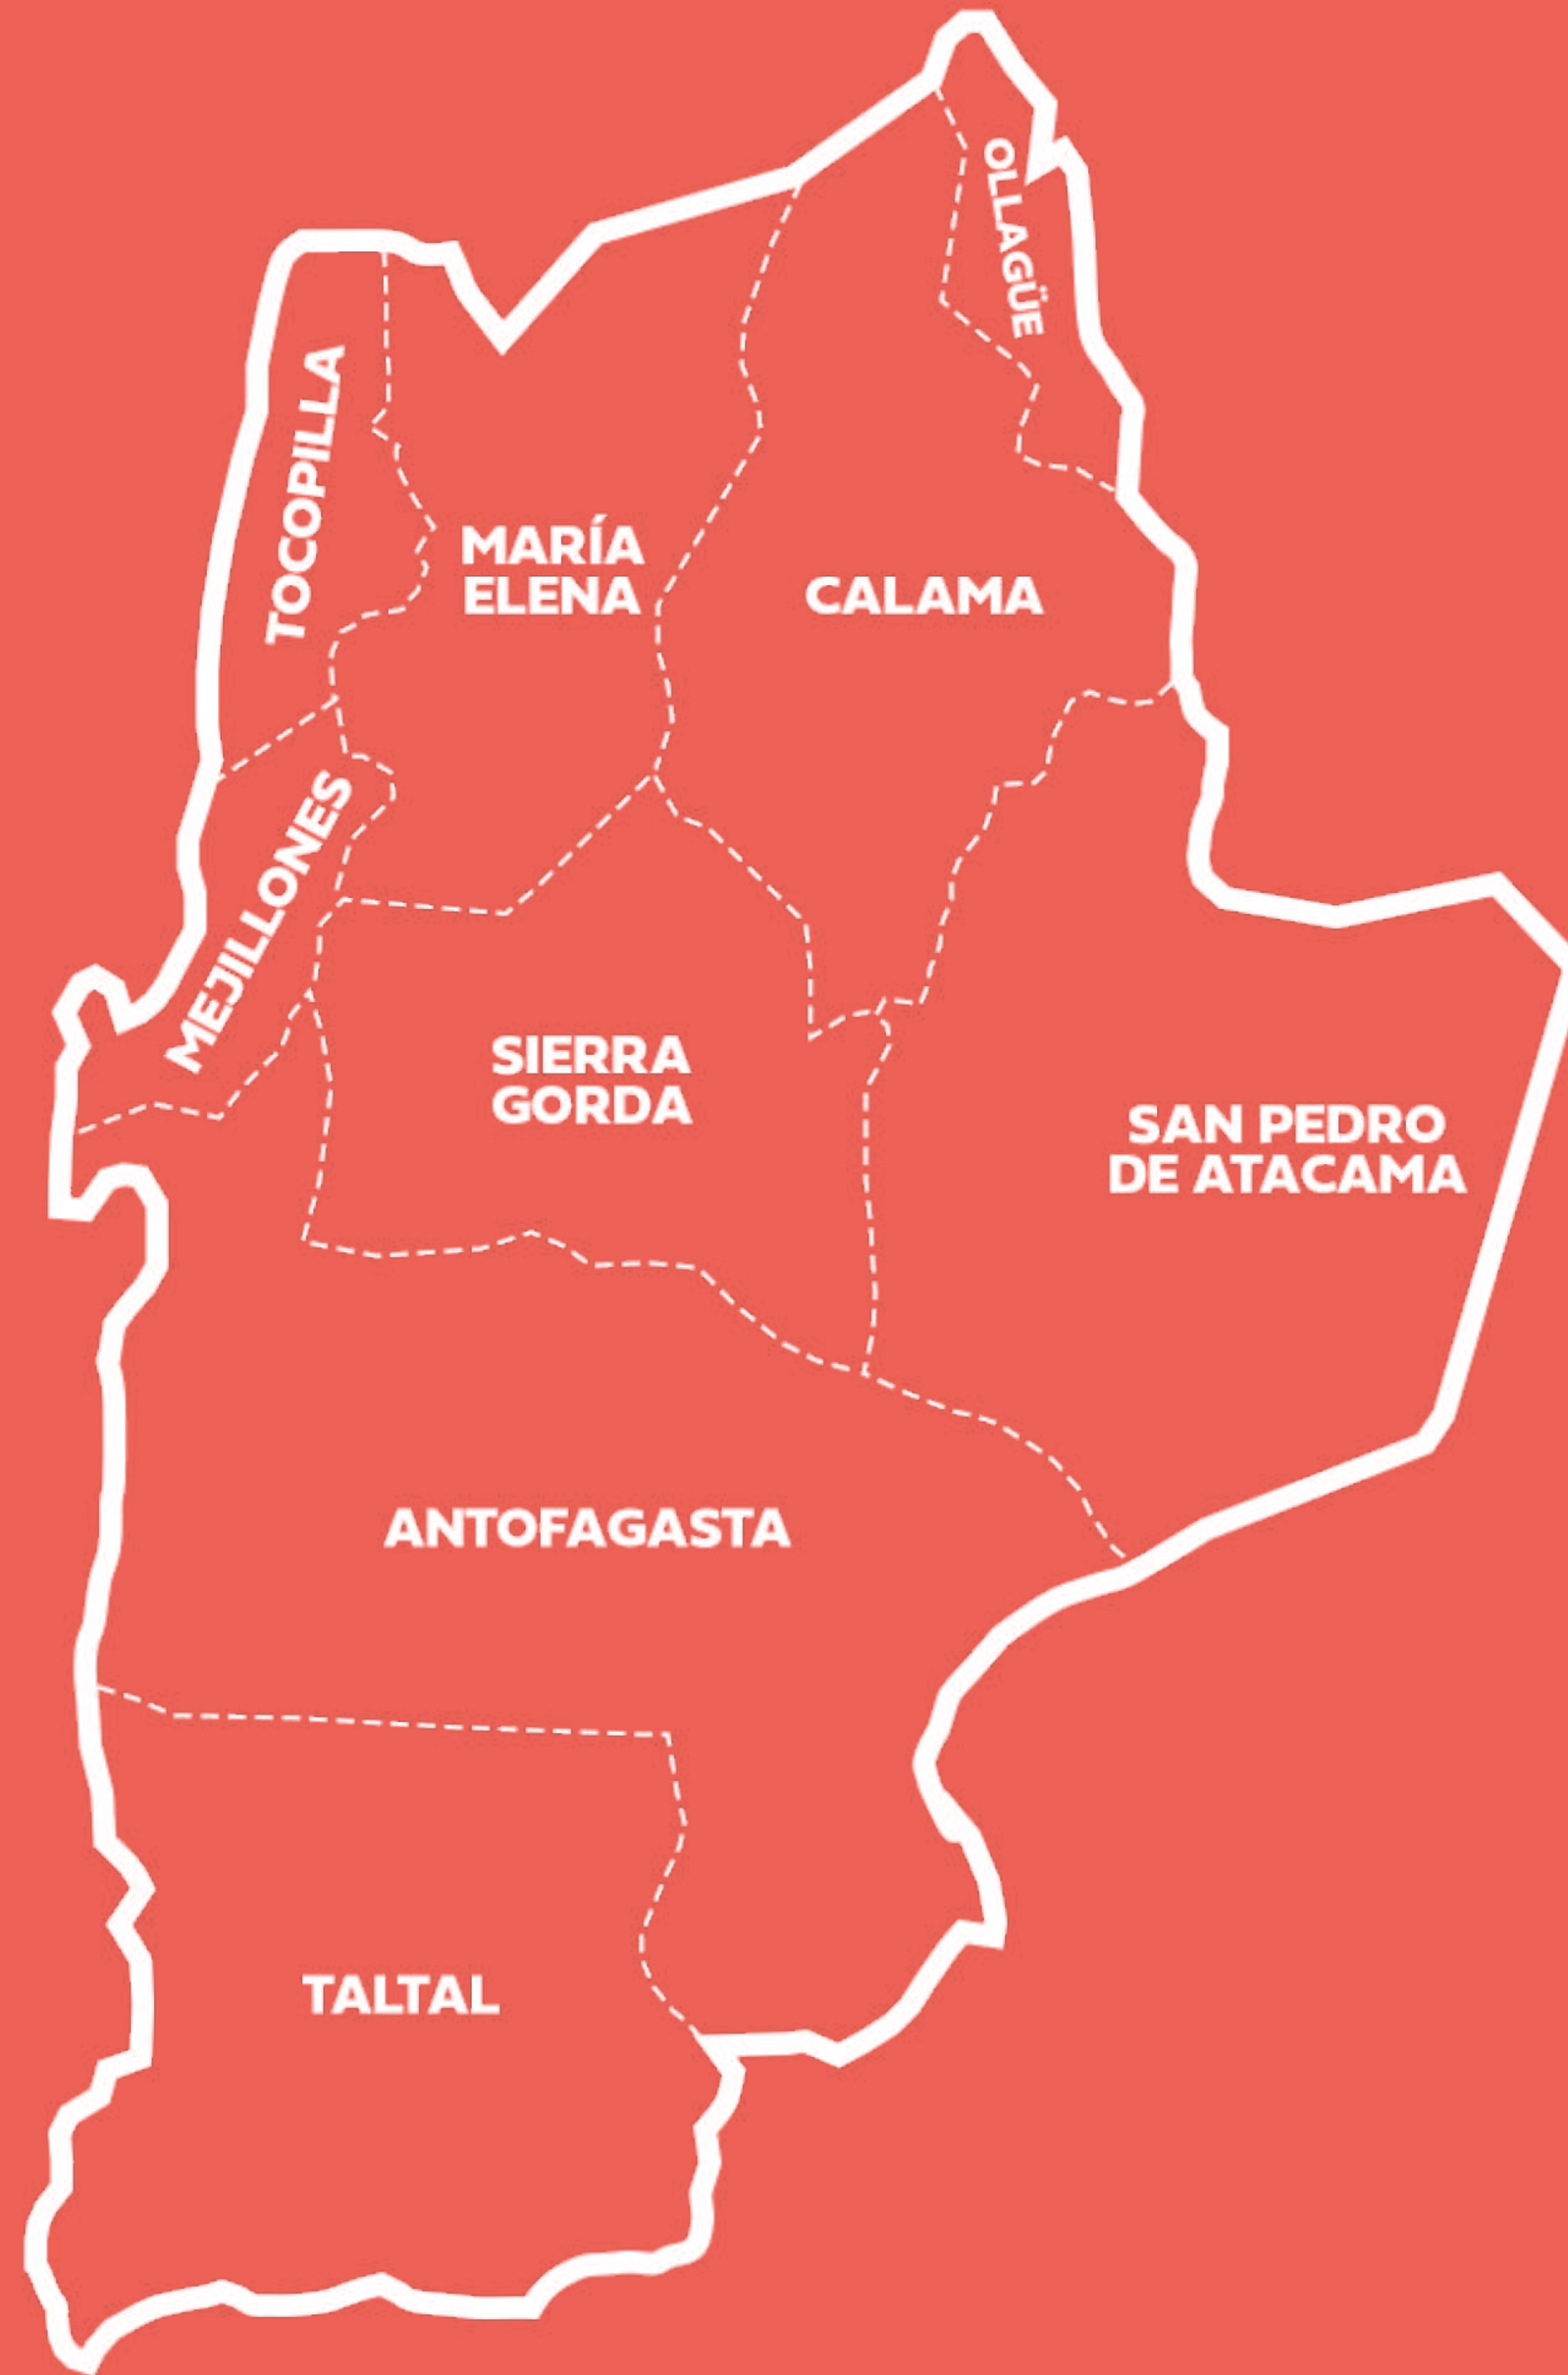 OLLAGÜE
TOCOPILLA
MARÍA
ELENA
CALAMA
MEJILLONES
SIERRA
GORDA
SAN PEDRO
DE ATACAMA
ANTOFAGASTA
TALTAL